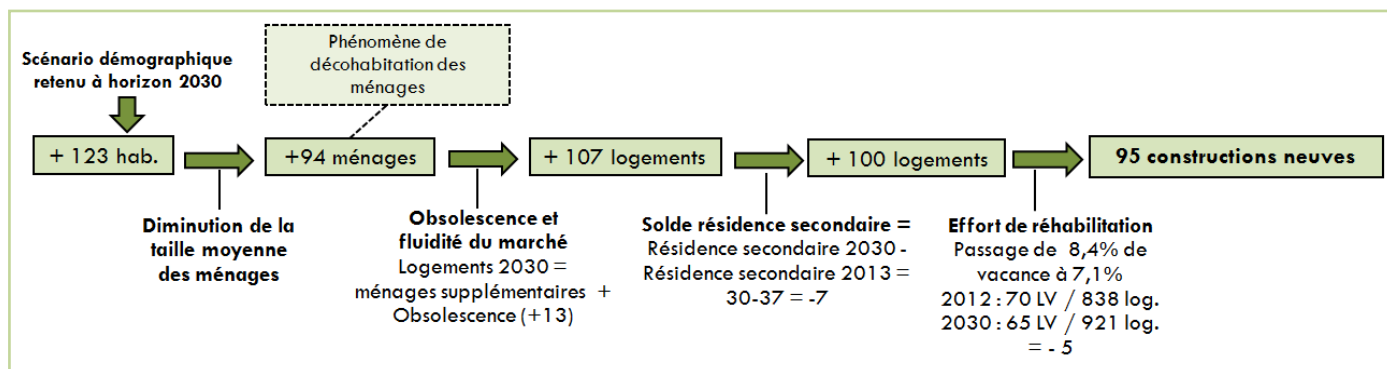 Scénario démographique
retenu à horizon 2030
Phénomène de
décohabitation des
ménages
+ 123 hab.
+94 ménages
+ 107 logements
+ 100 logements
95 constructions neuves
Diminution de la
taille moyenne
des ménages
Obsolescence et
fluidité du marché
Logements 2030 =
ménages supplémentaires +
Obsolescence (+13)
Solde résidence secondaire =
Résidence secondaire 2030 -
Résidence secondaire 2013 =
30-37 = -7
Effort de réhabilitation
Passage de 8,4% de
vacance à 7,1%
2012 : 70 LV / 838 log.
2030 : 65 LV / 921 log.
= - 5